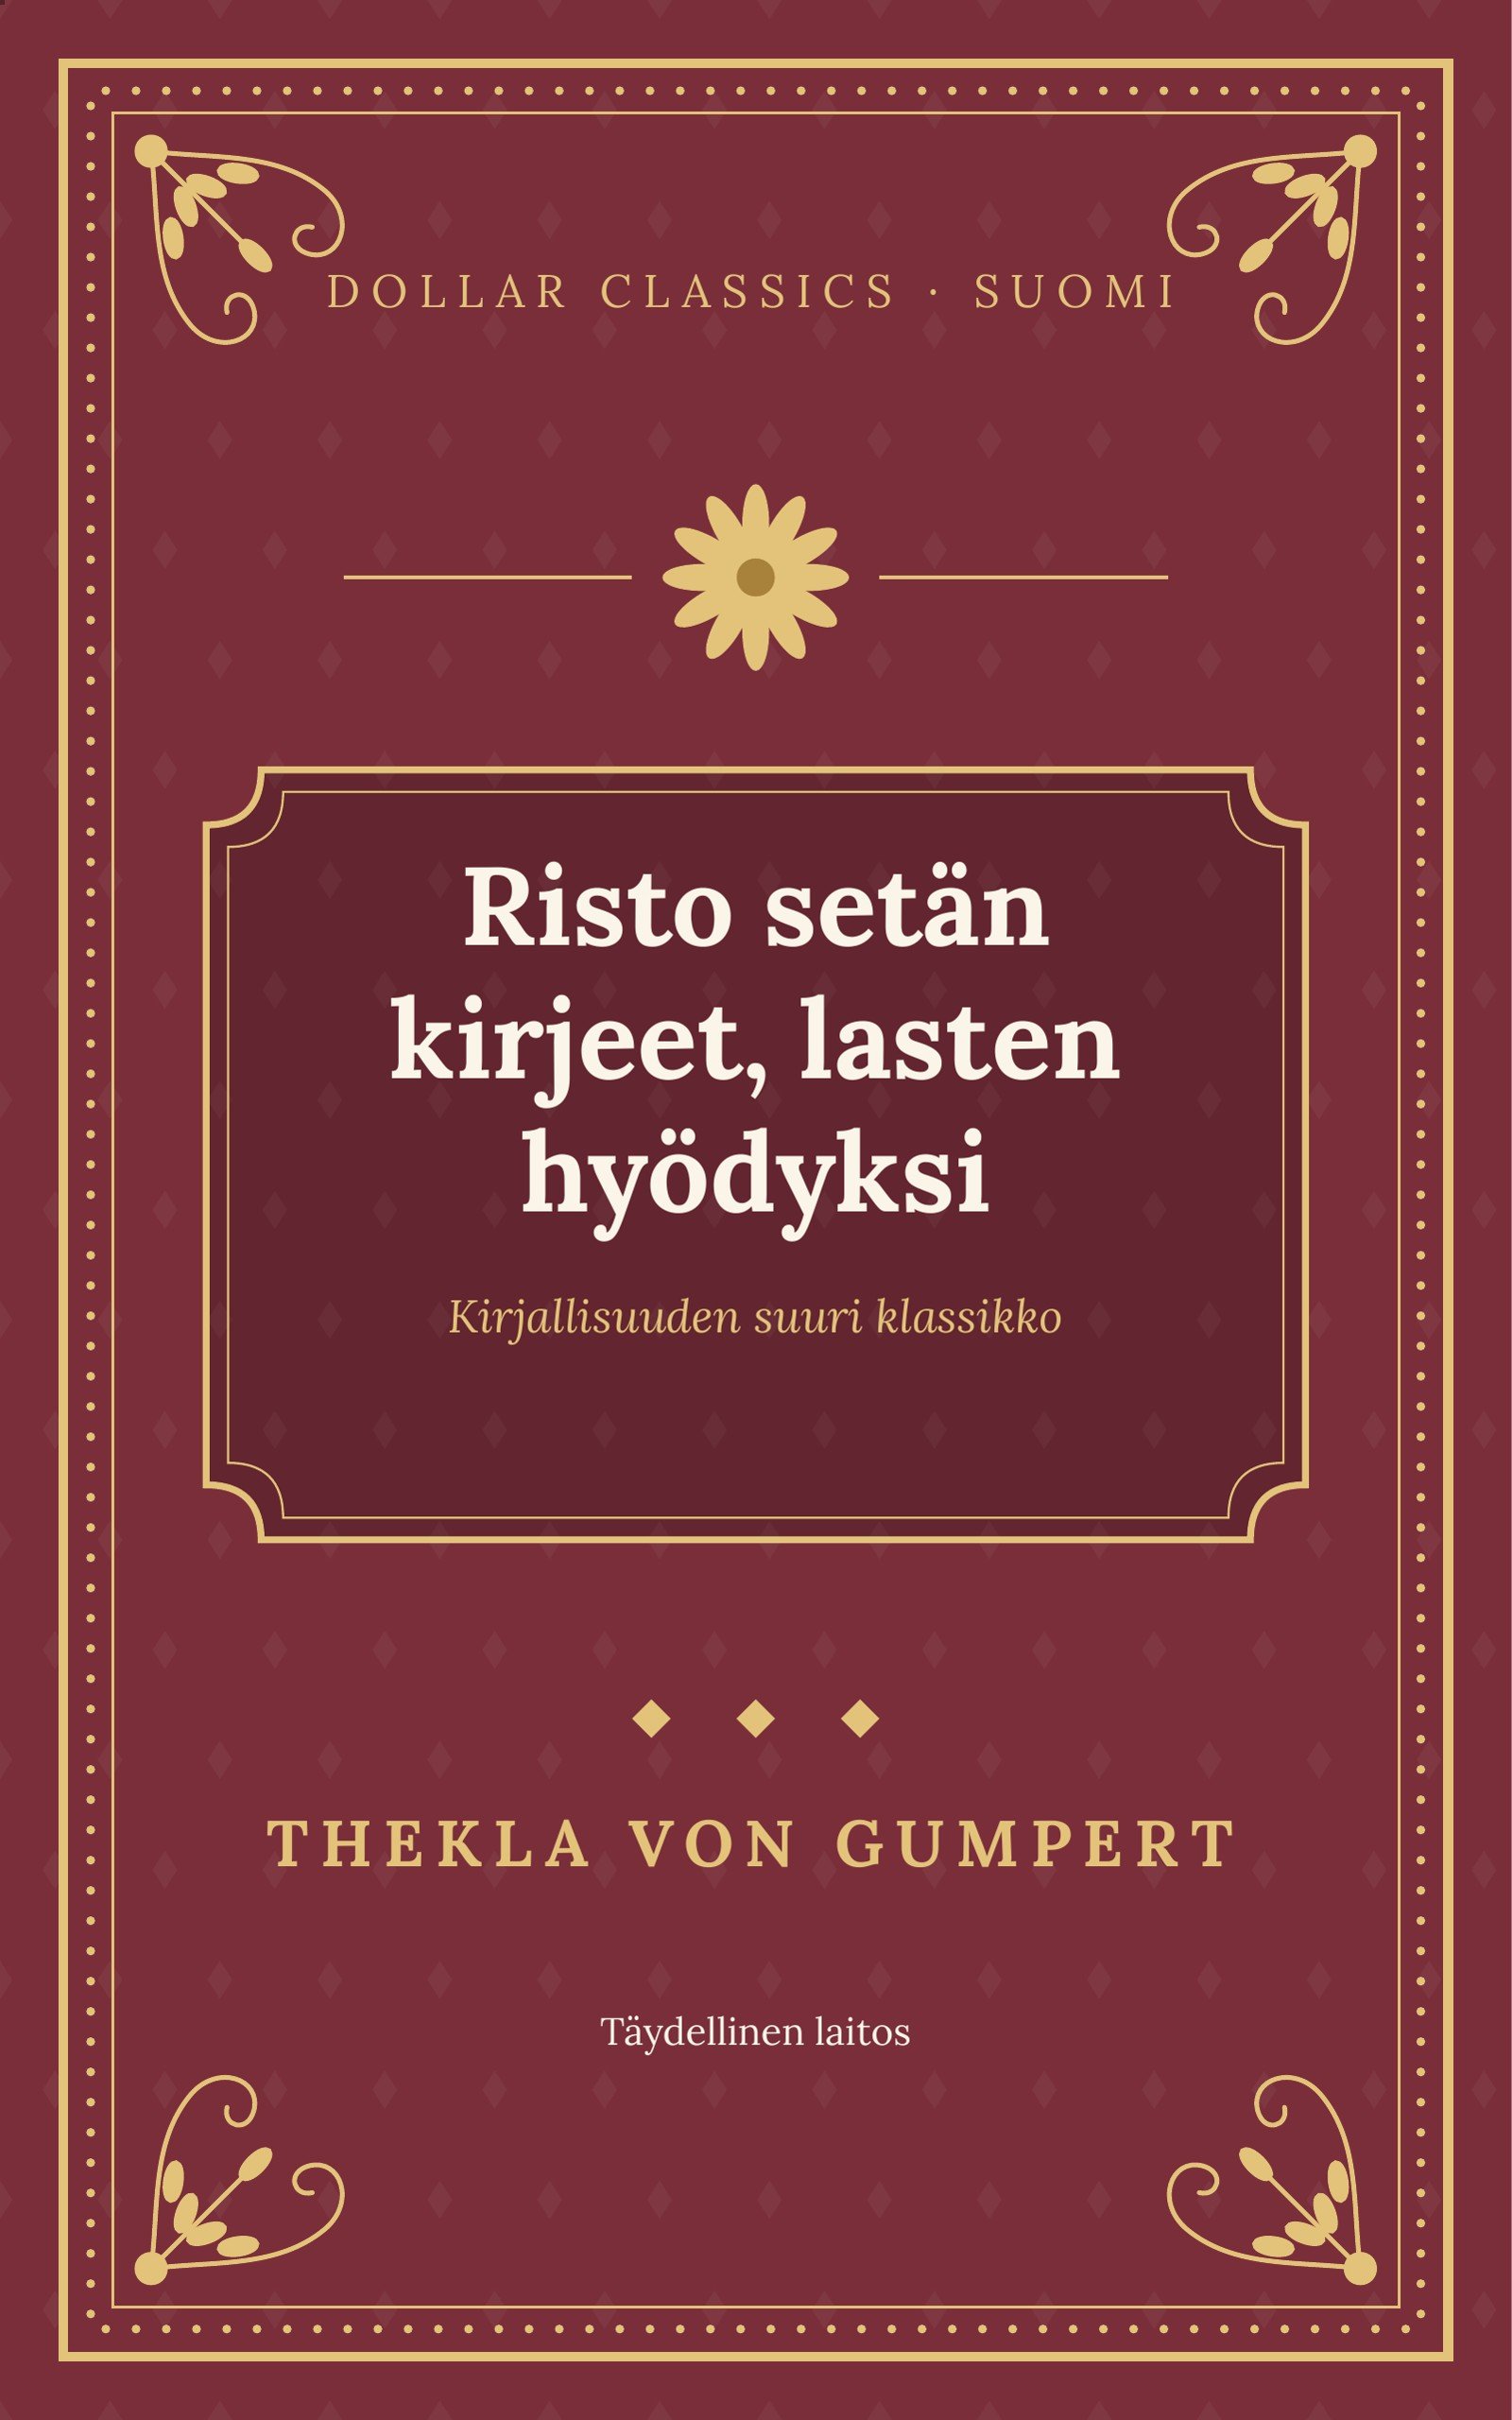 DOLLAR CLASSICS · SUOMI
Risto setän
kirjeet, lasten
hyödyksi
Kirjallisuuden suuri klassikko
THEKLA VON GUMPERT
Täydellinen laitos